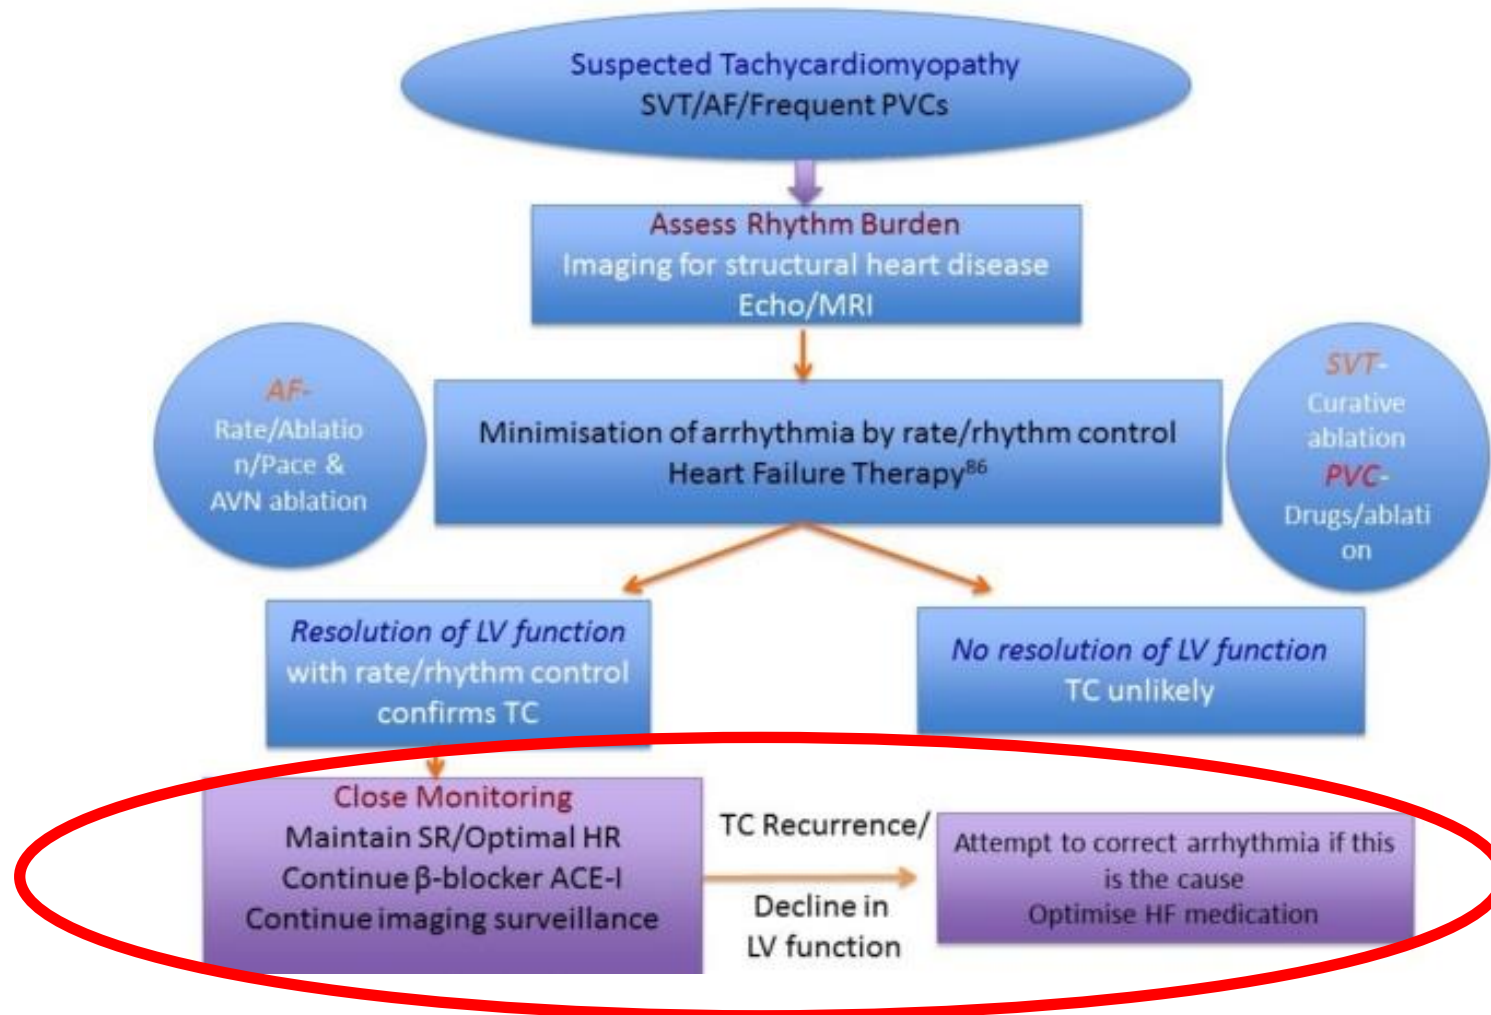 Suspected Tachycardiomyopathy
SVT/AF/Frequent PVCs
Assess Rhythm Burden
Imaging for structural heart disease
Echo/MRI
AF-
Rate/Ablatio
n/Pace &
AVN ablation
Minimisation of arrhythmia by rate/rhythm control
Heart Failure Therapy⁸⁶
SVT-
Curative
ablation
PVC-
Drugs/ablati
on
Resolution of LV function
with rate/rhythm control
confirms TC
No resolution of LV function
TC unlikely
Close Monitoring
Maintain SR/Optimal HR
Continue β-blocker ACE-I
Continue imaging surveillance
TC Recurrence/
Decline in
LV function
Attempt to correct arrhythmia if this
is the cause
Optimise HF medication